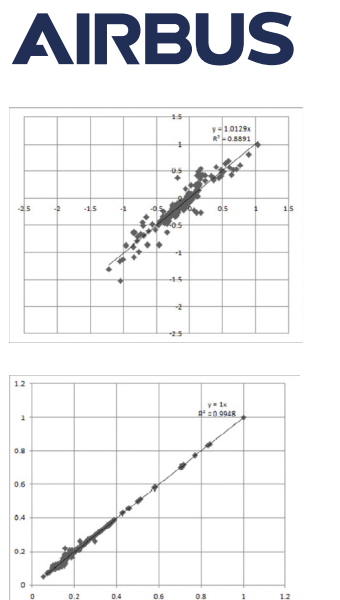 AIRBUS
1.5
y = 1.0129x
R² = 0.8891
1
0.5
0
-2.5 -2 -1.5 -1 -0.5 0 0.5 1 1.5
-0.5
-1
-1.5
-2
-2.5
1.2
y = 1x
R² = 0.9948
1
0.8
0.6
0.4
0.2
0
0 0.2 0.4 0.6 0.8 1 1.2